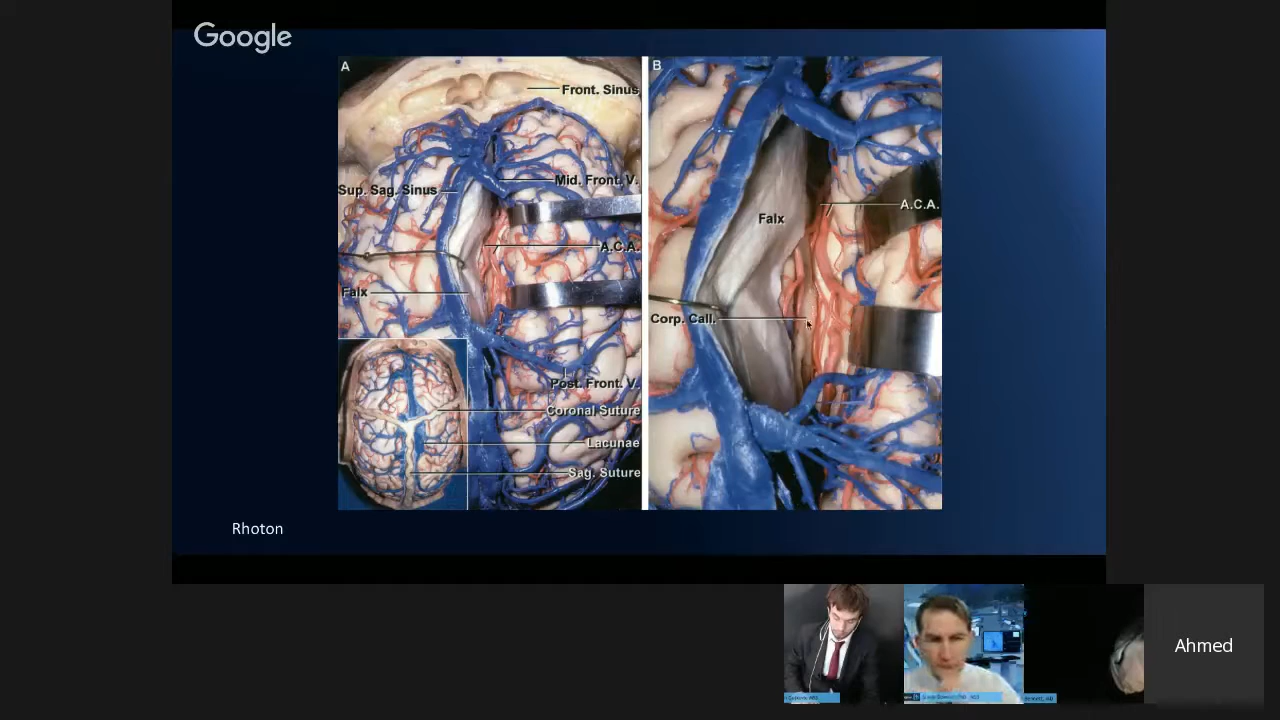 Google
A
Front. Sinus
Sup. Sag. Sinus
Mid. Front. V.
A.C.A.
Falx
Post. Front. V.
Coronal Suture
Lacunae
Sag. Suture
B
A.C.A.
Falx
Corp. Call.
Rhoton
Ahmed